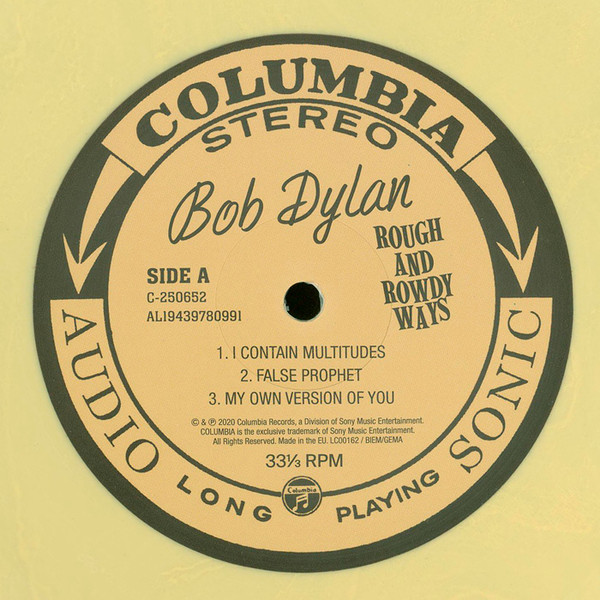 COLUMBIA
STEREO
Bob Dylan
ROUGH
AND
ROWDY
WAYS
SIDE A
C-250652
AL19439780991
1. I CONTAIN MULTITUDES
2. FALSE PROPHET
3. MY OWN VERSION OF YOU
© & ℗ 2020 Columbia Records, a Division of Sony Music Entertainment.
COLUMBIA is the exclusive trademark of Sony Music Entertainment.
All Rights Reserved. Made in the EU. LC00162 / BIEM/GEMA
33⅓ RPM
AUDIO
SONIC
LONG
Columbia
PLAYING